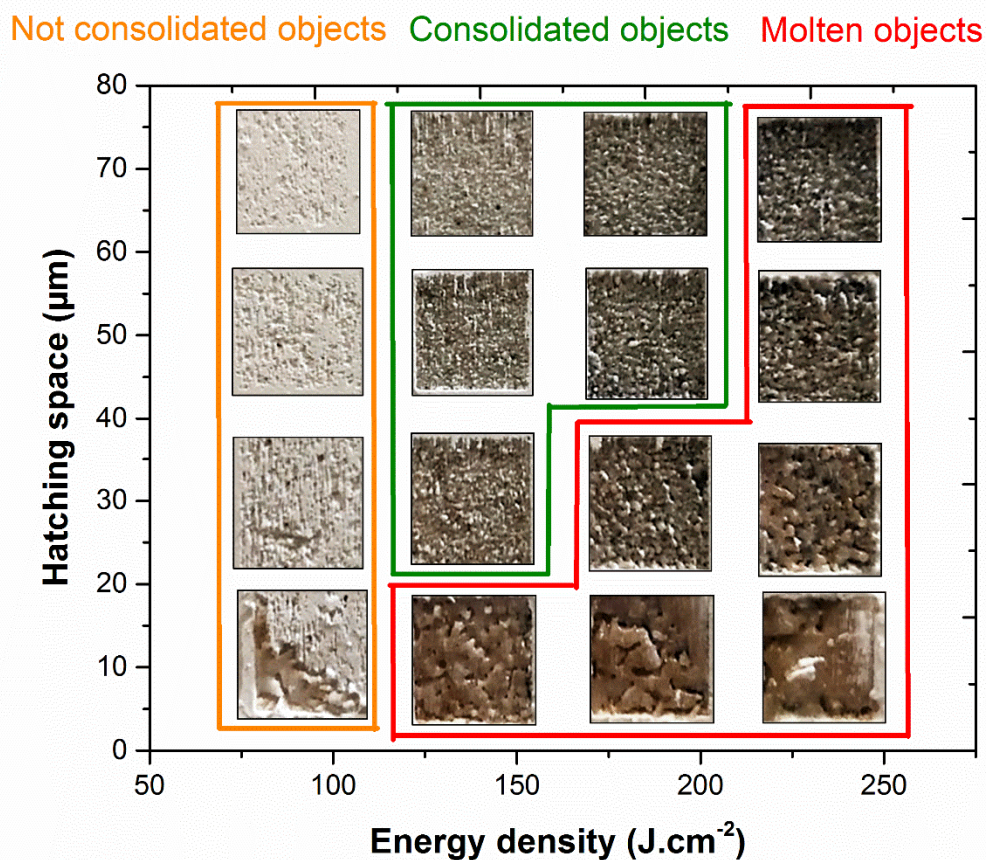 Not consolidated objects Consolidated objects Molten objects
80
70
60
50
40
30
20
10
0
50 100 150 200 250
Hatching space (µm)
Energy density (J.cm-2)